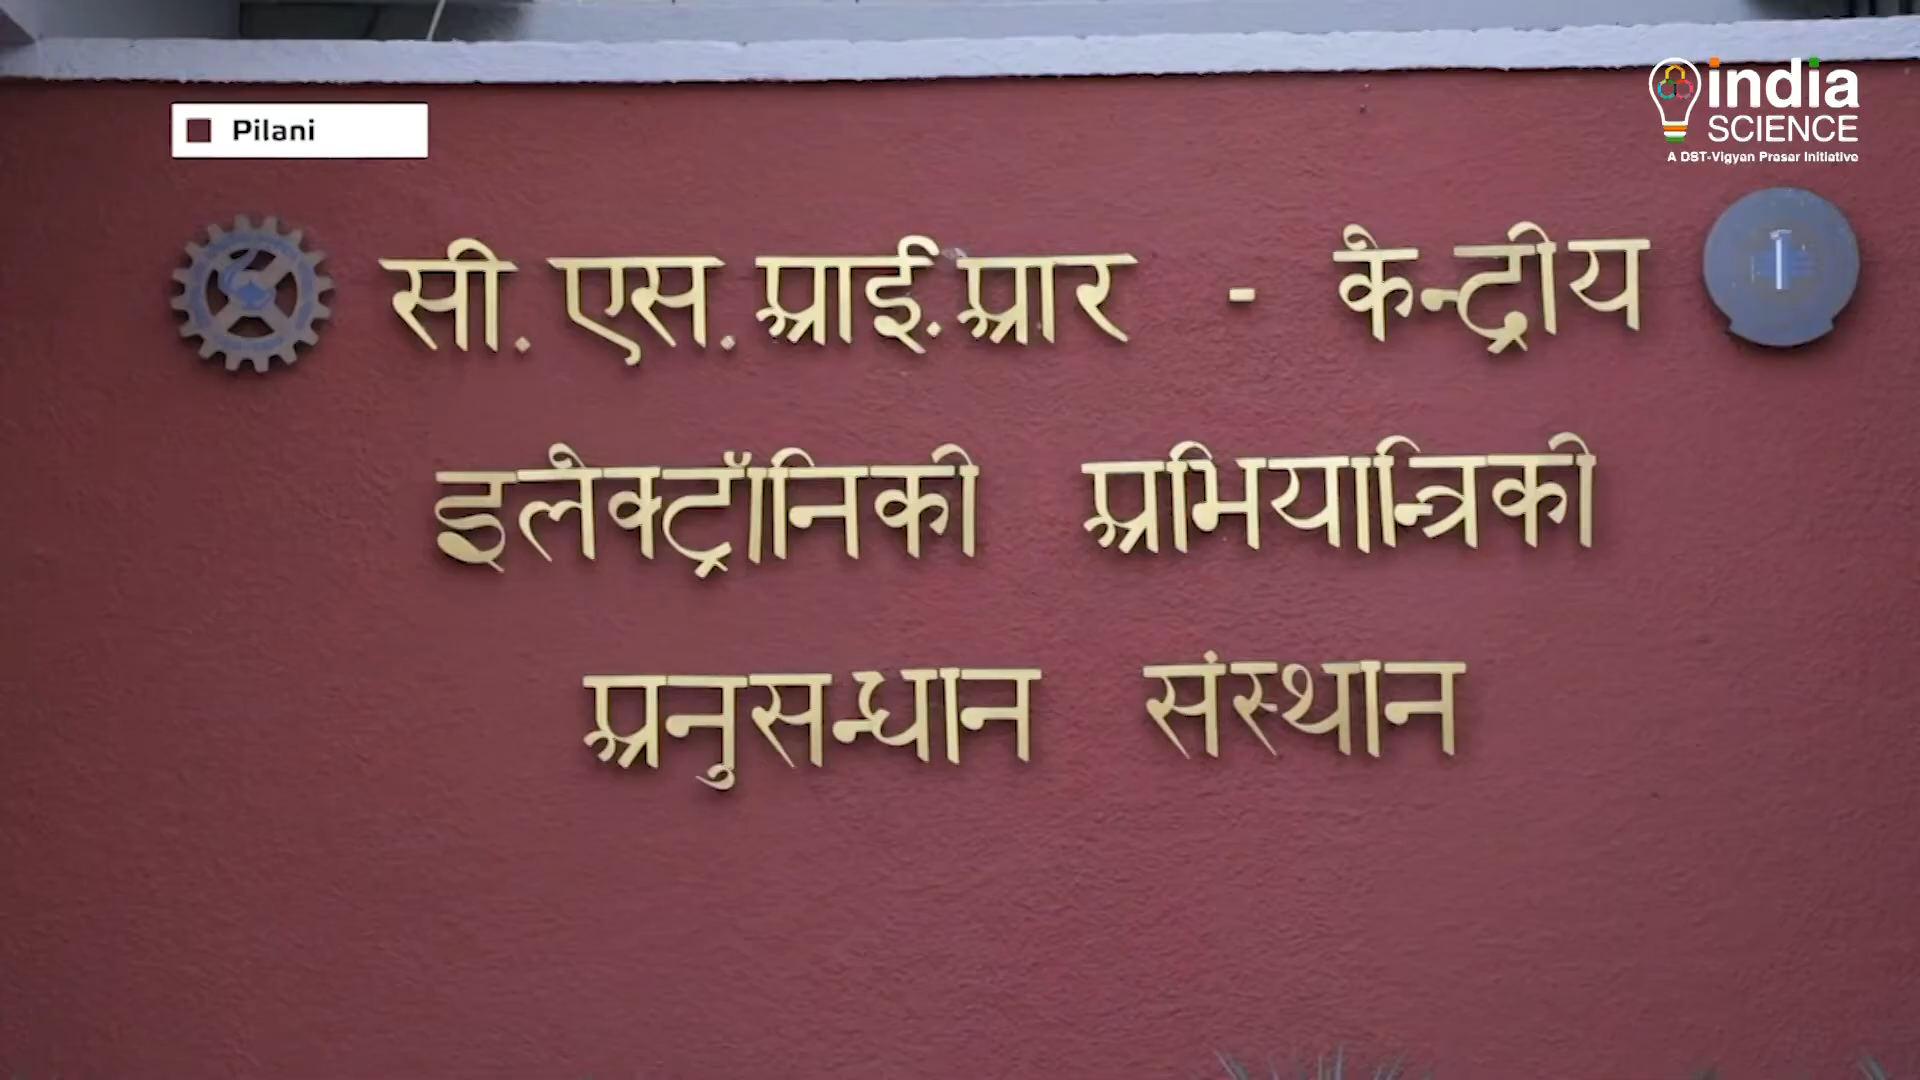 Pilani
india
SCIENCE
A DST-Vigyan Prasar Initiative
सी. एस. आई. आर - केन्द्रीय
इलेक्ट्रॉनिकी अभियान्त्रिकी
अनुसन्धान संस्थान